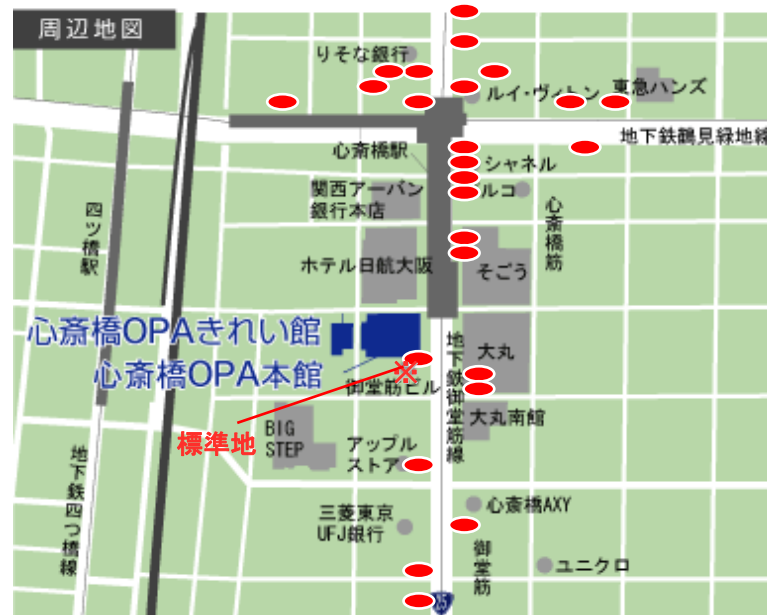 周辺地図
りそな銀行
ルイ・ヴィトン
東急ハンズ
地下鉄鶴見緑地線
心斎橋駅
シャネル
関西アーバン
銀行本店
ルコ
心斎橋筋
四ツ橋駅
ホテル日航大阪
そごう
心斎橋OPAきれい館
心斎橋OPA本館
地下鉄御堂筋線
大丸
※
御堂筋ビル
標準地
BIG
STEP
アップル
ストア
大丸南館
地下鉄四つ橋線
三菱東京
UFJ銀行
心斎橋AXY
御堂筋
ユニクロ
25